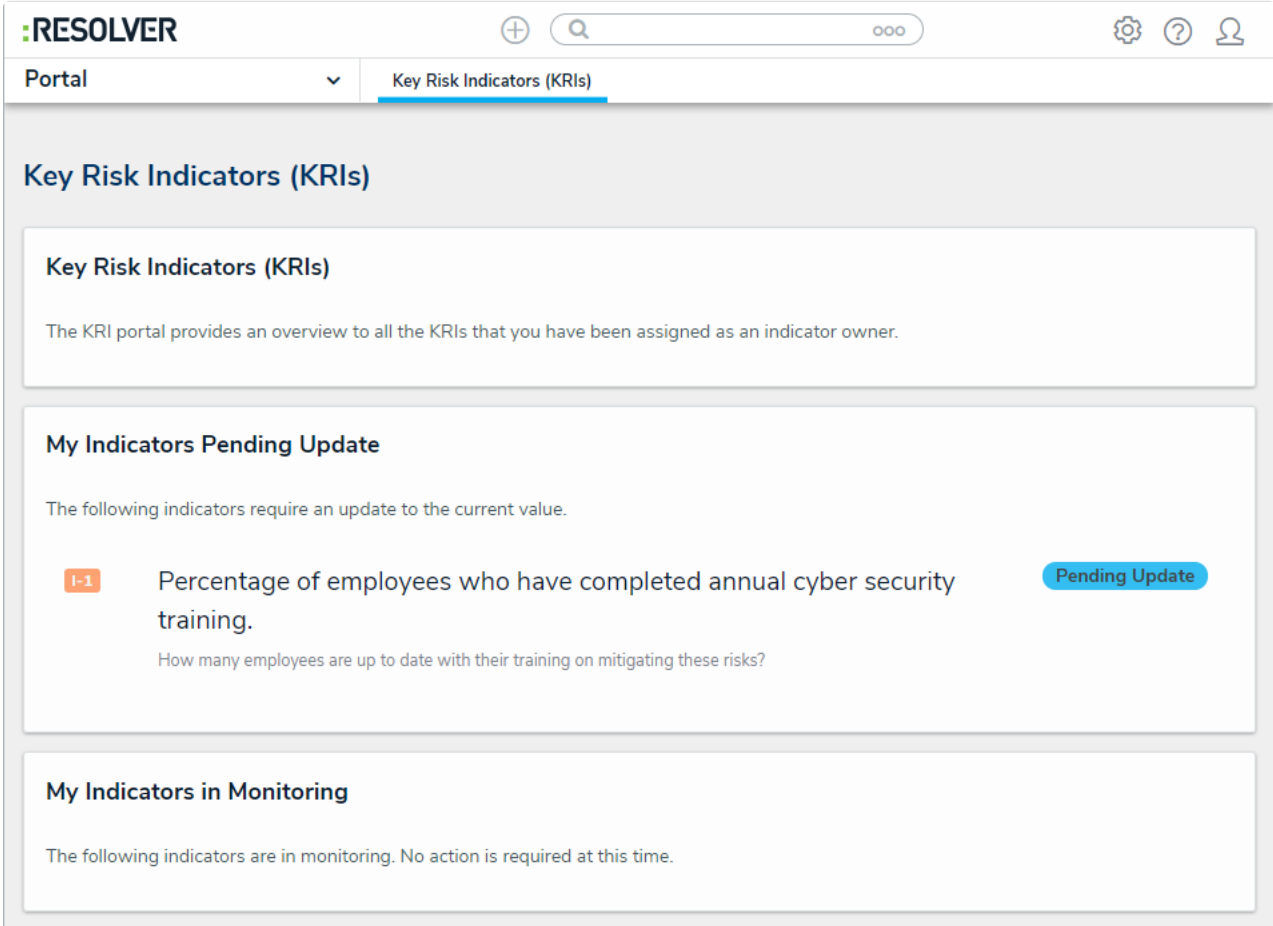 :RESOLVER
Portal
Key Risk Indicators (KRIs)
Key Risk Indicators (KRIs)
Key Risk Indicators (KRIs)
The KRI portal provides an overview to all the KRIs that you have been assigned as an indicator owner.
My Indicators Pending Update
The following indicators require an update to the current value.
I-1
Percentage of employees who have completed annual cyber security
training.
Pending Update
How many employees are up to date with their training on mitigating these risks?
My Indicators in Monitoring
The following indicators are in monitoring. No action is required at this time.